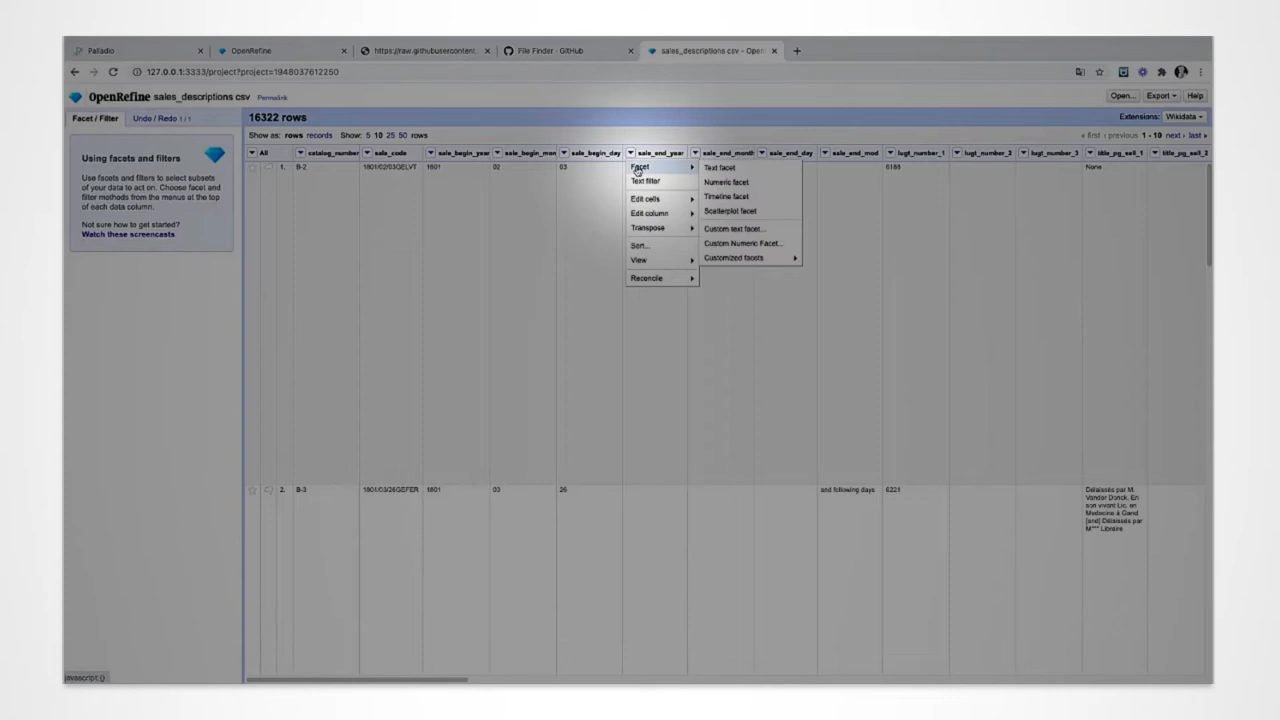 Palladio
OpenRefine
https://raw.githubusercontent.
File Finder - GitHub
sales_descriptions csv - Open
127.0.0.1:3333/project?project=1948037612250
OpenRefine sales_descriptions csv Permalink
Open... Export Help
Facet / Filter Undo / Redo 1 / 1
16322 rows
Extensions: Wikidata
Show as: rows records Show: 5 10 25 50 rows
« first ‹ previous 1 - 10 next › last »
Using facets and filters
Use facets and filters to select subsets
of your data to act on. Choose facet and
filter methods from the menus at the top
of each data column.
Not sure how to get started?
Watch these screencasts
All catalog_number sale_code sale_begin_year sale_begin_mon sale_begin_day sale_end_year sale_end_month sale_end_day sale_end_mod lugt_number_1 lugt_number_2 lugt_number_3 title_pg_sell_1 title_pg_sell_2
1. B-2 1801/02/03GELVT 1801 02 03 6188 None
Facet
Text filter
Edit cells
Edit column
Transpose
Sort...
View
Reconcile
Text facet
Numeric facet
Timeline facet
Scatterplot facet
Custom text facet...
Custom Numeric Facet...
Customized facets
2. B-3 1801/03/26GEFER 1801 03 26 and following days 6221
Délaissés par M.
Vander Donck, En
son vivant Lic. en
Medecine à Gand
[and] Délaissés par
M*** Libraire
javascript:{}